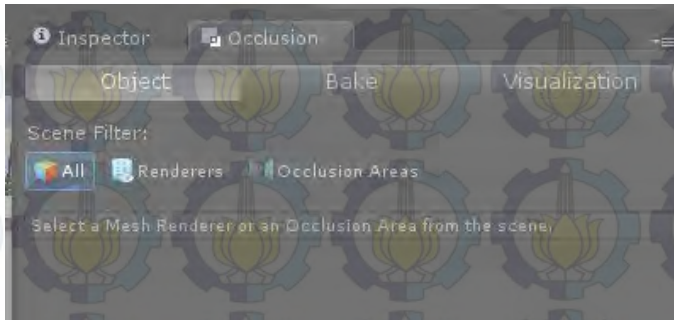 Inspector Occlusion
Object Bake Visualization
Scene Filter:
All Renderers Occlusion Areas
Select a Mesh Renderer or an Occlusion Area from the scene.